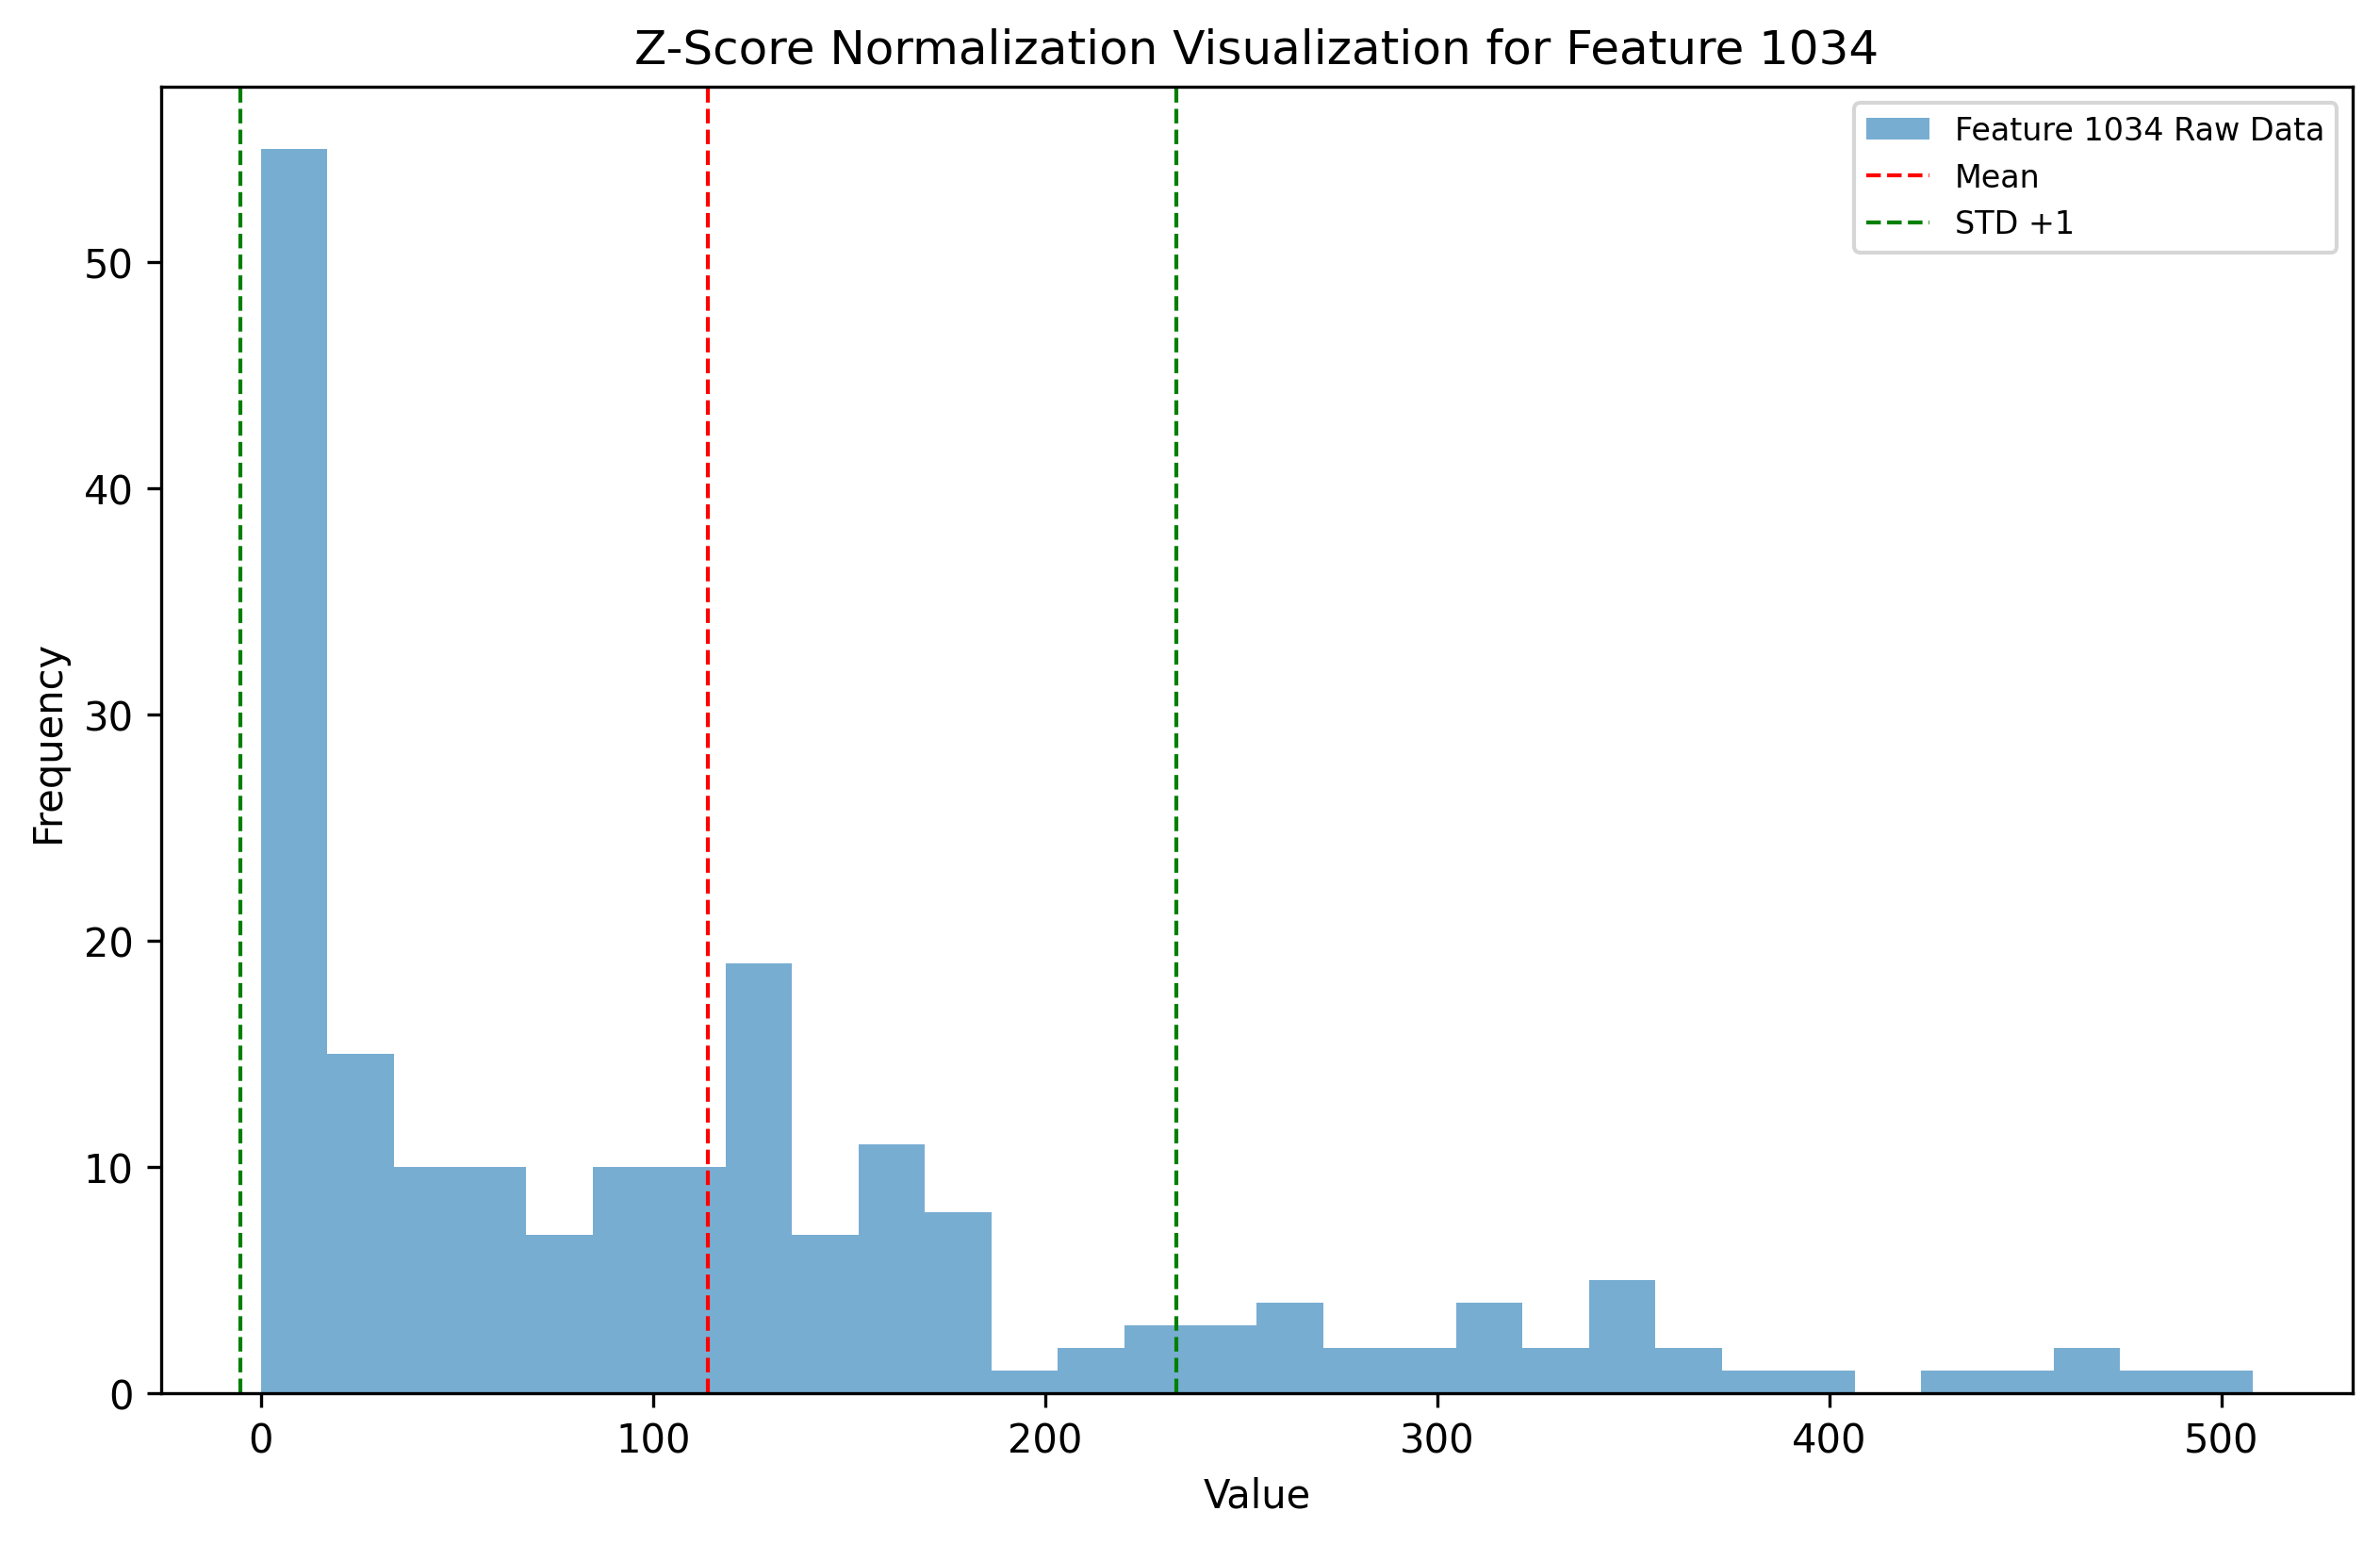 Z-Score Normalization Visualization for Feature 1034
Feature 1034 Raw Data
Mean
STD +1
50
40
30
20
10
0
Frequency
0 100 200 300 400 500
Value